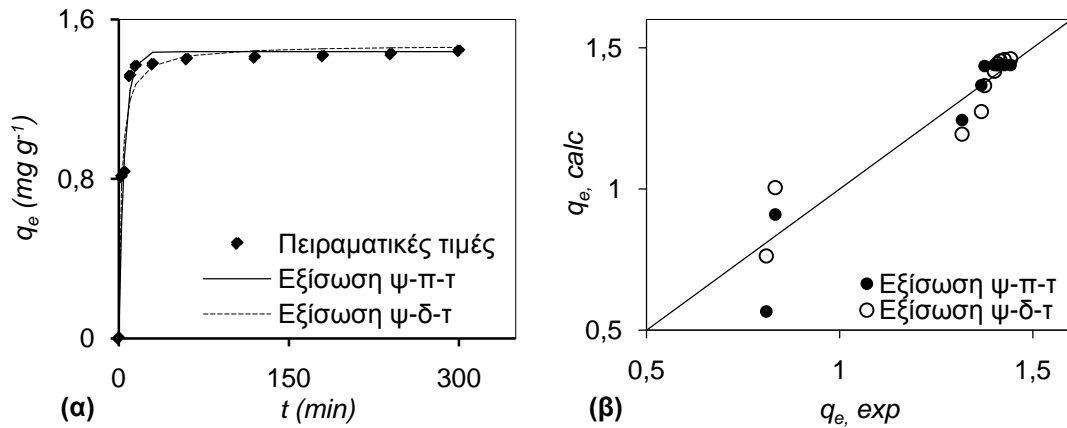 1,6
0,8
0
q_e (mg g⁻¹)
0
150
300
t (min)
Πειραματικές τιμές
Εξίσωση ψ-π-τ
Εξίσωση ψ-δ-τ
(α)
1,5
1
0,5
q_e, calc
0,5
1
1,5
q_e, exp
Εξίσωση ψ-π-τ
Εξίσωση ψ-δ-τ
(β)